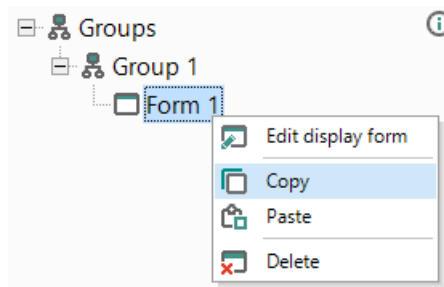 Groups
Group 1
Form 1
Edit display form
Copy
Paste
Delete